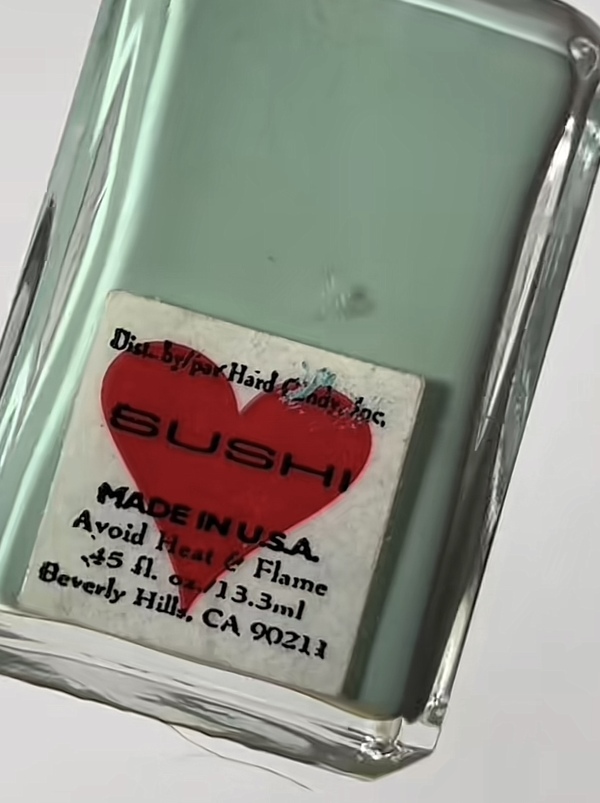 Dist. by/par Hard Candy, Inc,
SUSHI
MADE IN U.S.A.
Avoid Heat & Flame
.45 fl. oz. 13.3ml
Beverly Hills, CA 90211